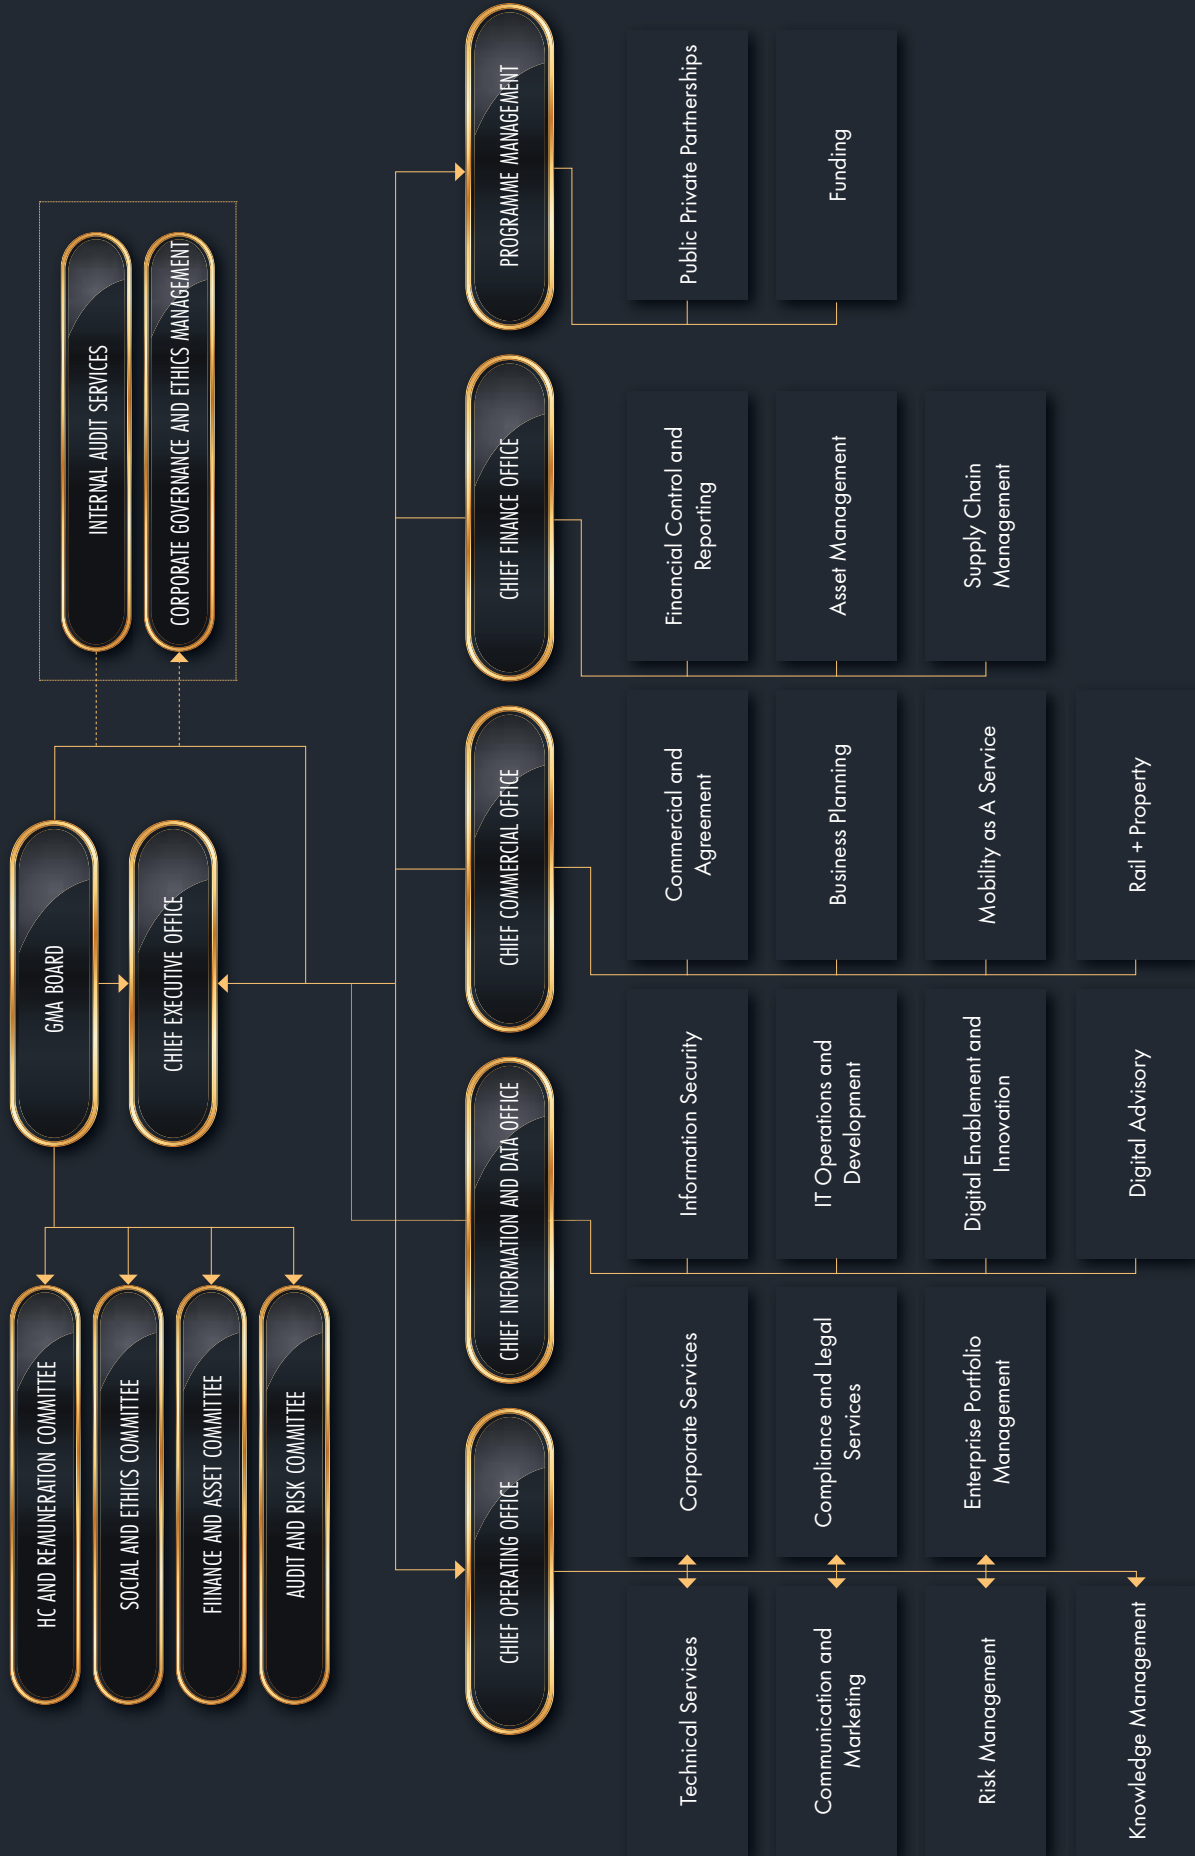 GMA BOARD
CHIEF EXECUTIVE OFFICE
HC AND REMUNERATION COMMITTEE
SOCIAL AND ETHICS COMMITTEE
FIINANCE AND ASSET COMMITTEE
AUDIT AND RISK COMMITTEE
INTERNAL AUDIT SERVICES
CORPORATE GOVERNANCE AND ETHICS MANAGEMENT
CHIEF OPERATING OFFICE
CHIEF INFORMATION AND DATA OFFICE
CHIEF COMMERCIAL OFFICE
CHIEF FINANCE OFFICE
PROGRAMME MANAGEMENT
Technical Services
Communication and
Marketing
Risk Management
Knowledge Management
Corporate Services
Compliance and Legal
Services
Enterprise Portfolio
Management
Information Security
IT Operations and
Development
Digital Enablement and
Innovation
Digital Advisory
Commercial and
Agreement
Business Planning
Mobility as A Service
Rail + Property
Financial Control and
Reporting
Asset Management
Supply Chain
Management
Public Private Partnerships
Funding